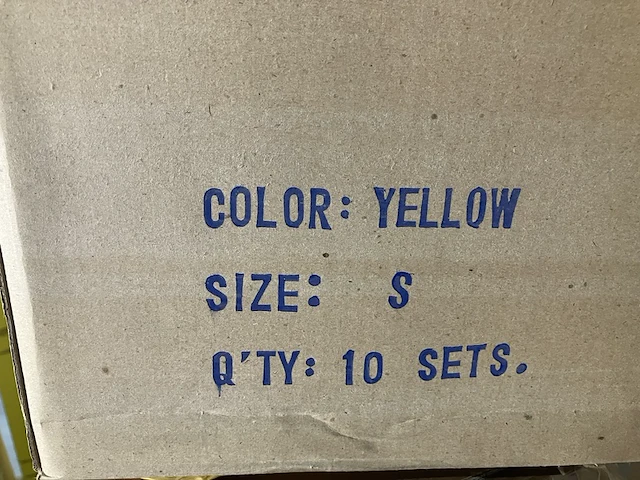 COLOR: YELLOW
SIZE: S
Q'TY: 10 SETS.